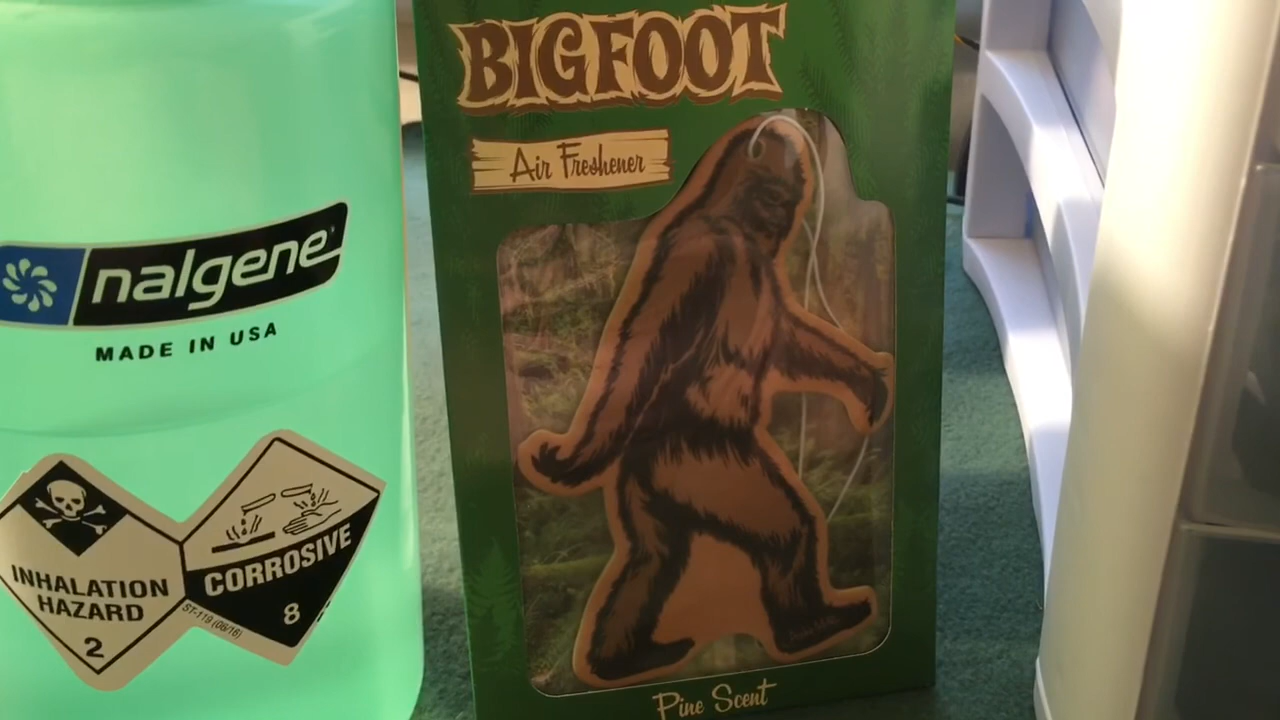 BIGFOOT
Air Freshener
nalgene
MADE IN USA
INHALATION
HAZARD
2
CORROSIVE
8
ST-119 (06/16)
Pine Scent